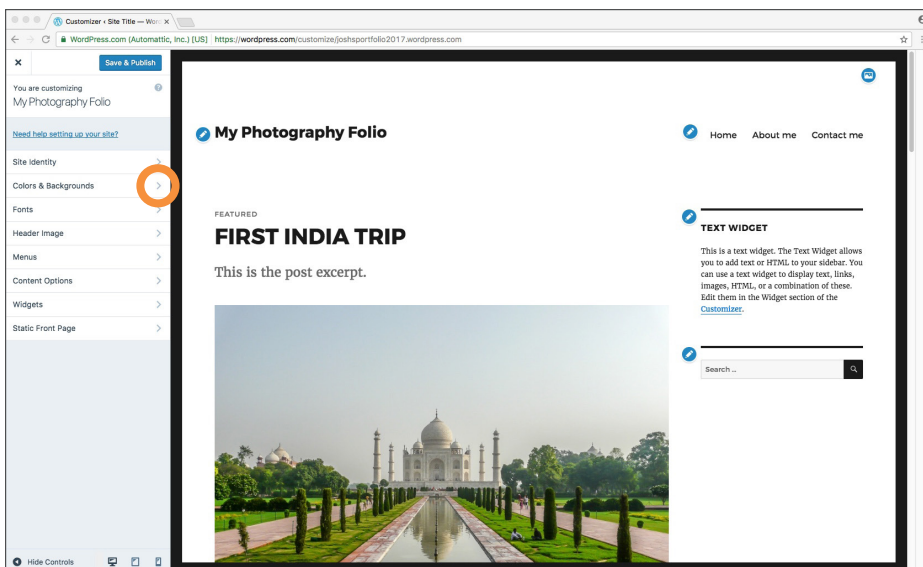 Customizer ‹ Site Title — Word
WordPress.com (Automattic, Inc.) [US] https://wordpress.com/customize/joshsportfolio2017.wordpress.com
Save & Publish
You are customizing
My Photography Folio
Need help setting up your site?
Site Identity
Colors & Backgrounds
Fonts
Header Image
Menus
Content Options
Widgets
Static Front Page
Hide Controls
My Photography Folio
Home About me Contact me
FEATURED
FIRST INDIA TRIP
This is the post excerpt.
TEXT WIDGET
This is a text widget. The Text Widget allows
you to add text or HTML to your sidebar. You
can use a text widget to display text, links,
images, HTML, or a combination of these.
Edit them in the Widget section of the
Customizer.
Search …